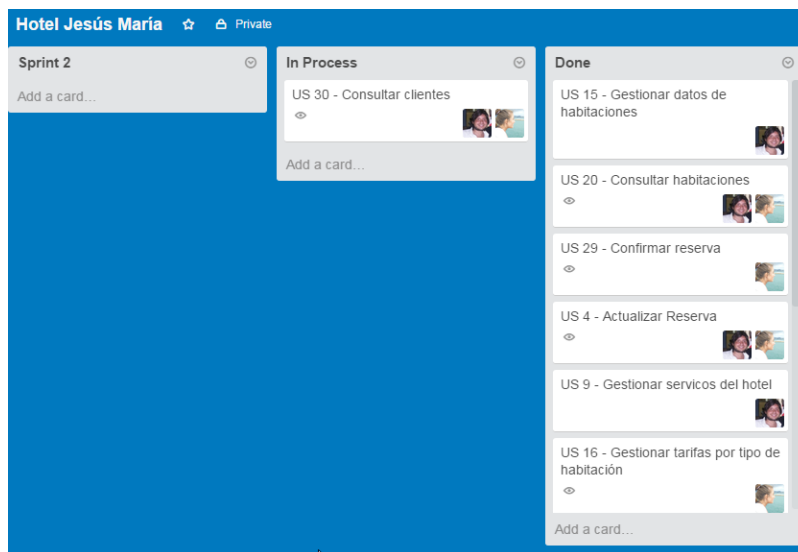 Hotel Jesús María
Private
Sprint 2
Add a card...
In Process
US 30 - Consultar clientes
Add a card...
Done
US 15 - Gestionar datos de
habitaciones
US 20 - Consultar habitaciones
US 29 - Confirmar reserva
US 4 - Actualizar Reserva
US 9 - Gestionar servicos del hotel
US 16 - Gestionar tarifas por tipo de
habitación
Add a card...